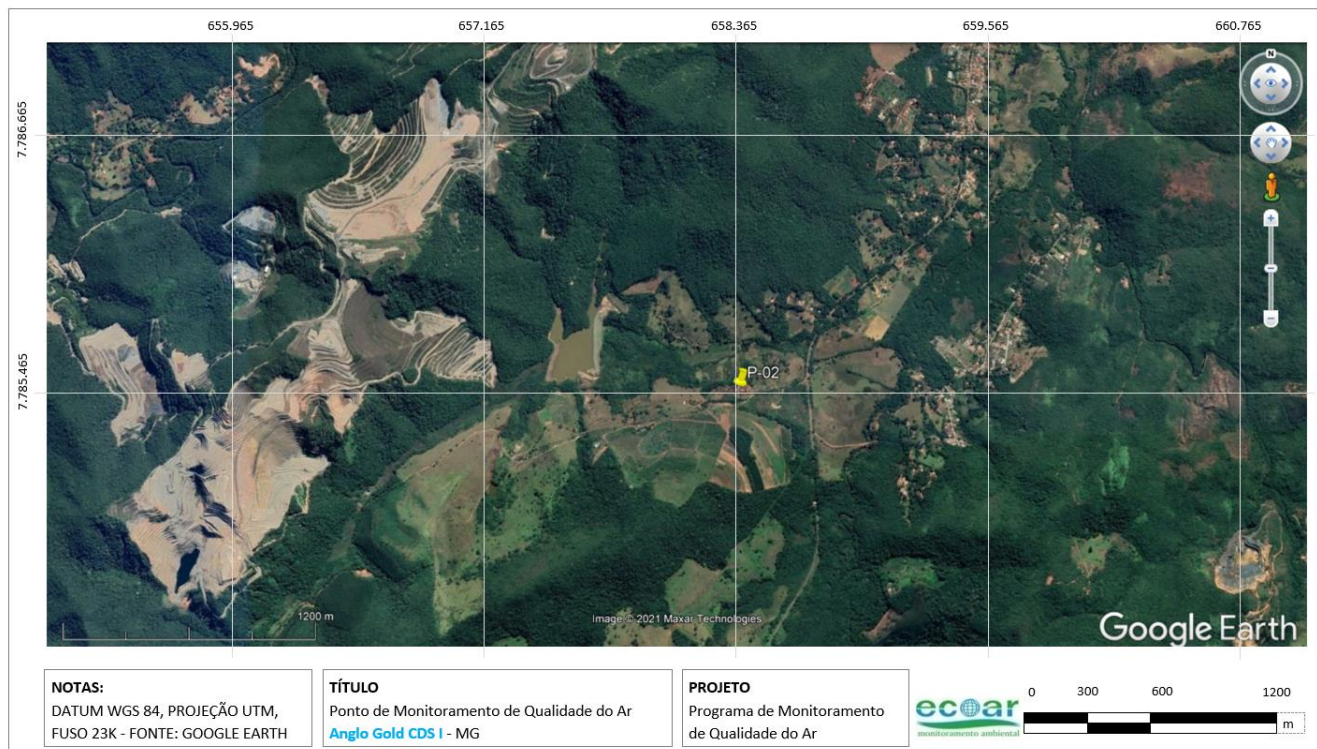 655.965 657.165 658.365 659.565 660.765
N
7.786.665
7.785.465
P-02
1200 m
Image © 2021 Maxar Technologies
Google Earth
NOTAS:
DATUM WGS 84, PROJEÇÃO UTM,
FUSO 23K - FONTE: GOOGLE EARTH
TÍTULO
Ponto de Monitoramento de Qualidade do Ar
Anglo Gold CDS I - MG
PROJETO
Programa de Monitoramento
de Qualidade do Ar
ecoar
monitoramento ambiental
0 300 600 1200
m